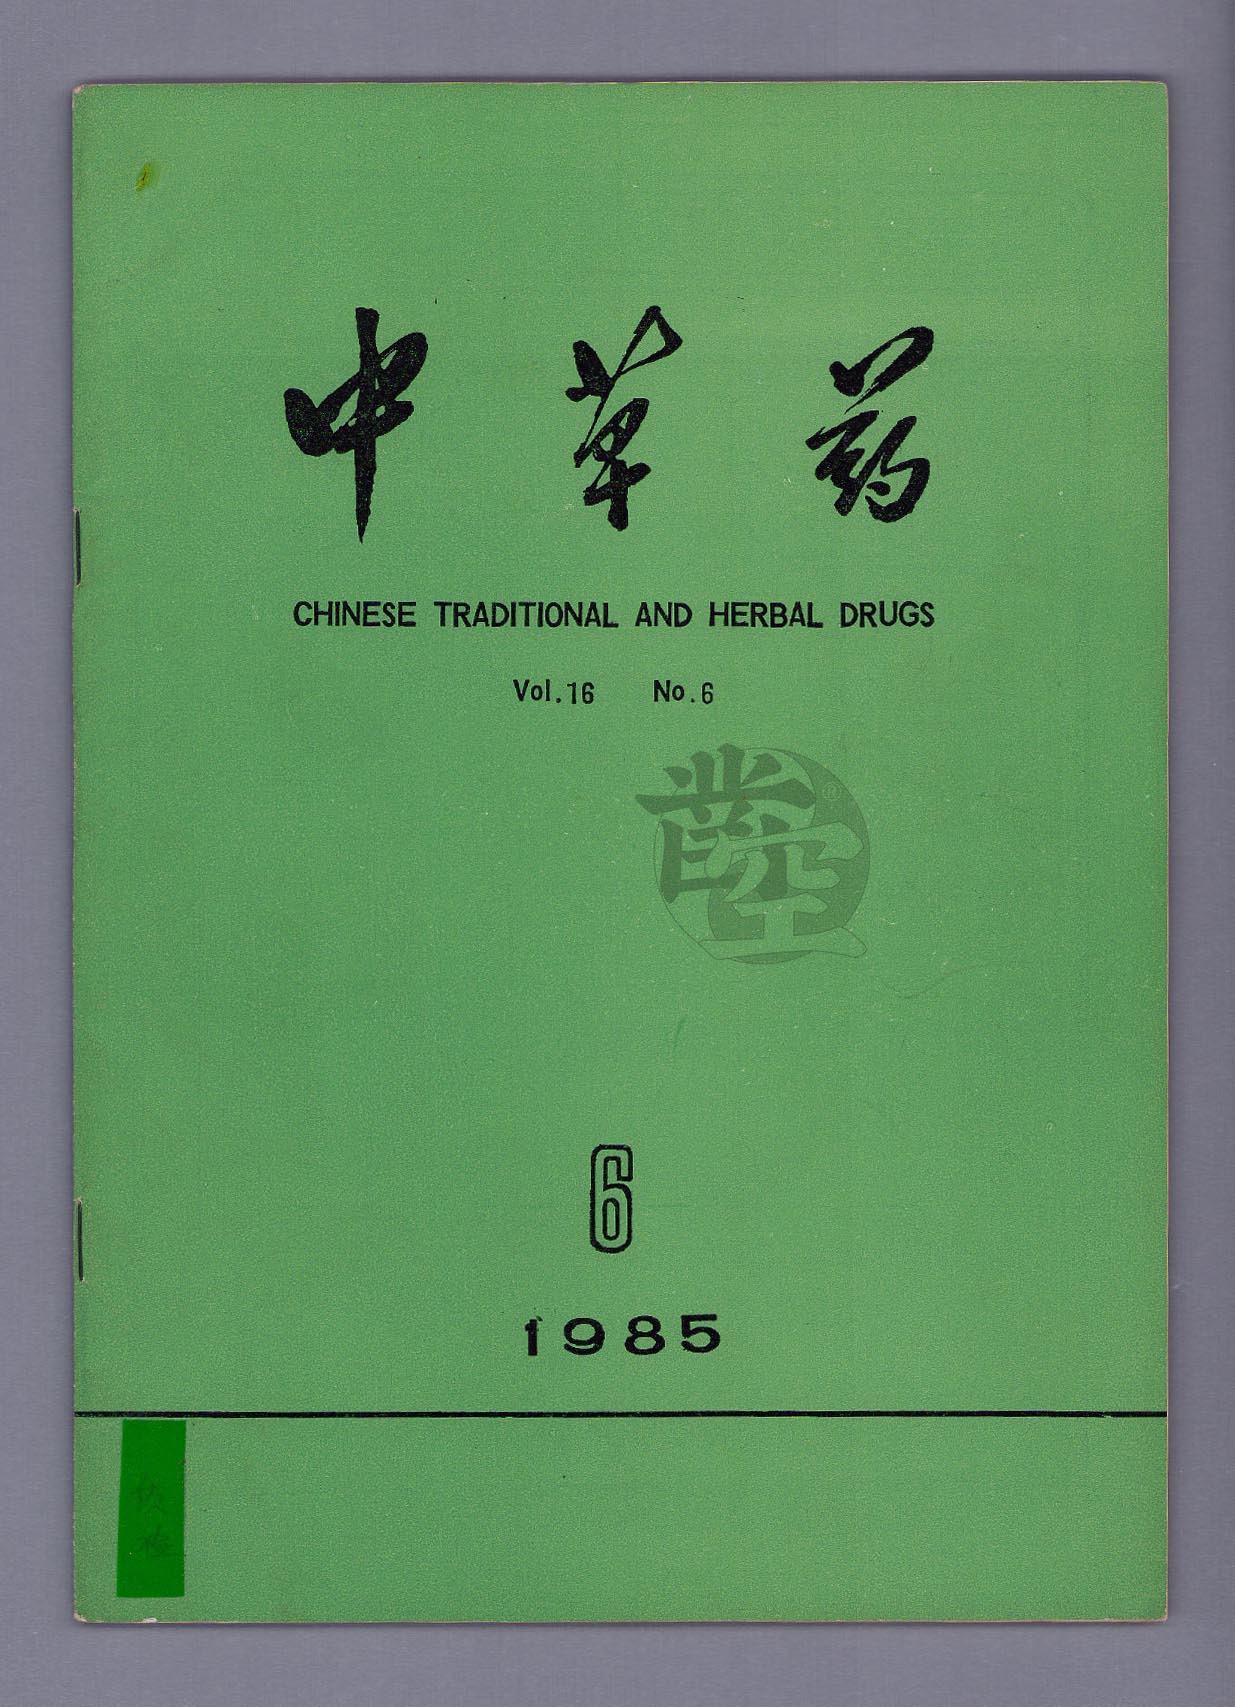 中草药
CHINESE TRADITIONAL AND HERBAL DRUGS
Vol.16 No.6
6
1985